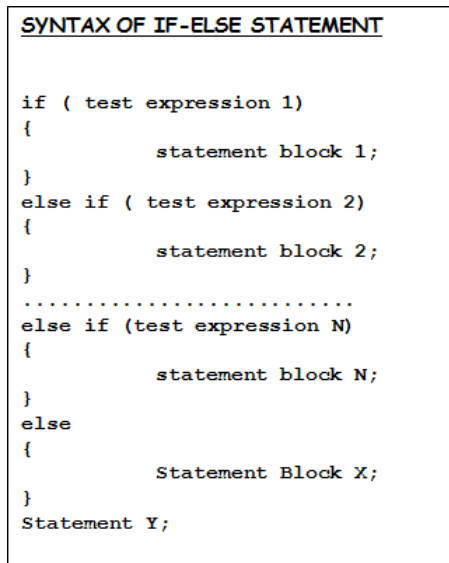 SYNTAX OF IF-ELSE STATEMENT
if ( test expression 1)
{
statement block 1;
}
else if ( test expression 2)
{
statement block 2;
}
...........................
else if (test expression N)
{
statement block N;
}
else
{
Statement Block X;
}
Statement Y;